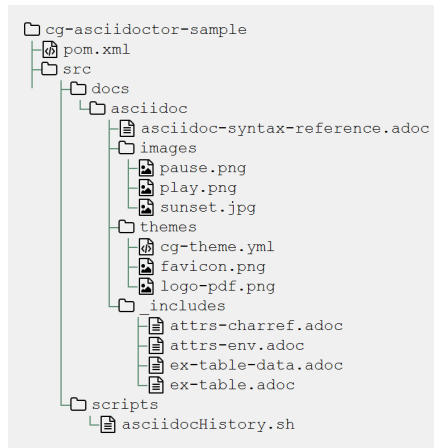 cg-asciidoctor-sample
pom.xml
src
docs
asciidoc
asciidoc-syntax-reference.adoc
images
pause.png
play.png
sunset.jpg
themes
cg-theme.yml
favicon.png
logo-pdf.png
_includes
attrs-charref.adoc
attrs-env.adoc
ex-table-data.adoc
ex-table.adoc
scripts
asciidocHistory.sh